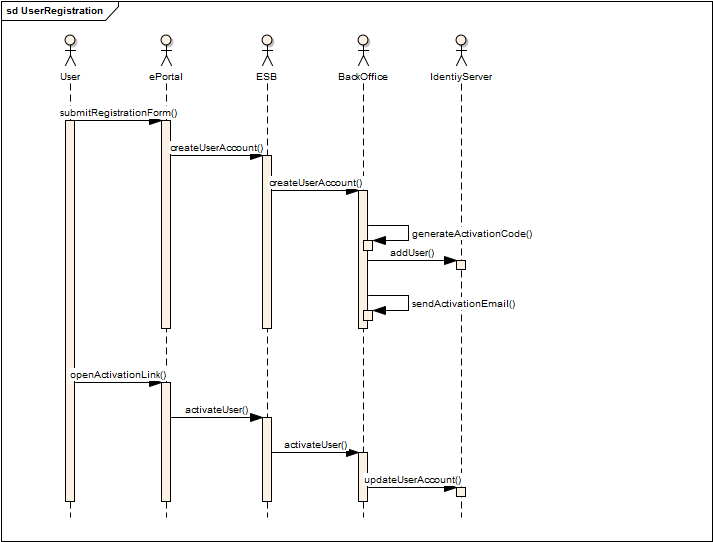 sd UserRegistration
User
ePortal
ESB
BackOffice
IdentiyServer
submitRegistrationForm()
createUserAccount()
createUserAccount()
generateActivationCode()
addUser()
sendActivationEmail()
openActivationLink()
activateUser()
activateUser()
updateUserAccount()